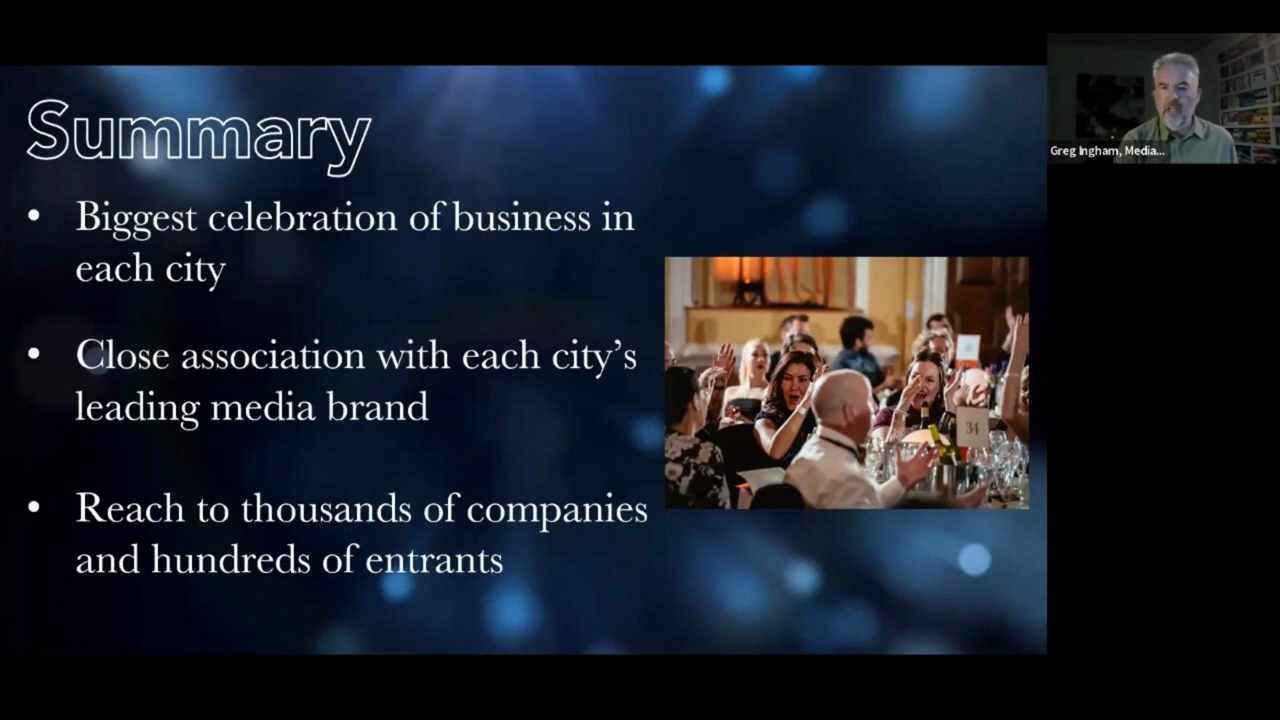 Summary
• Biggest celebration of business in
each city
• Close association with each city’s
leading media brand
• Reach to thousands of companies
and hundreds of entrants
34
Greg Ingham, Media...